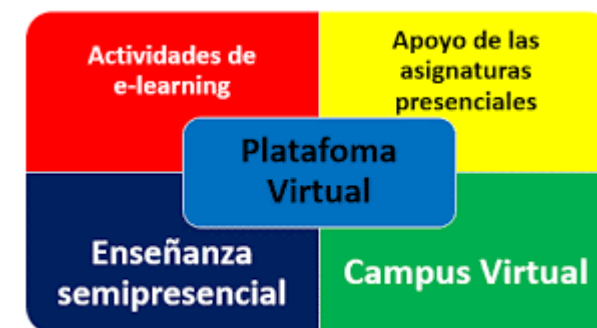 Actividades de
e-learning
Apoyo de las
asignaturas
presenciales
Platafoma
Virtual
Enseñanza
semipresencial
Campus Virtual